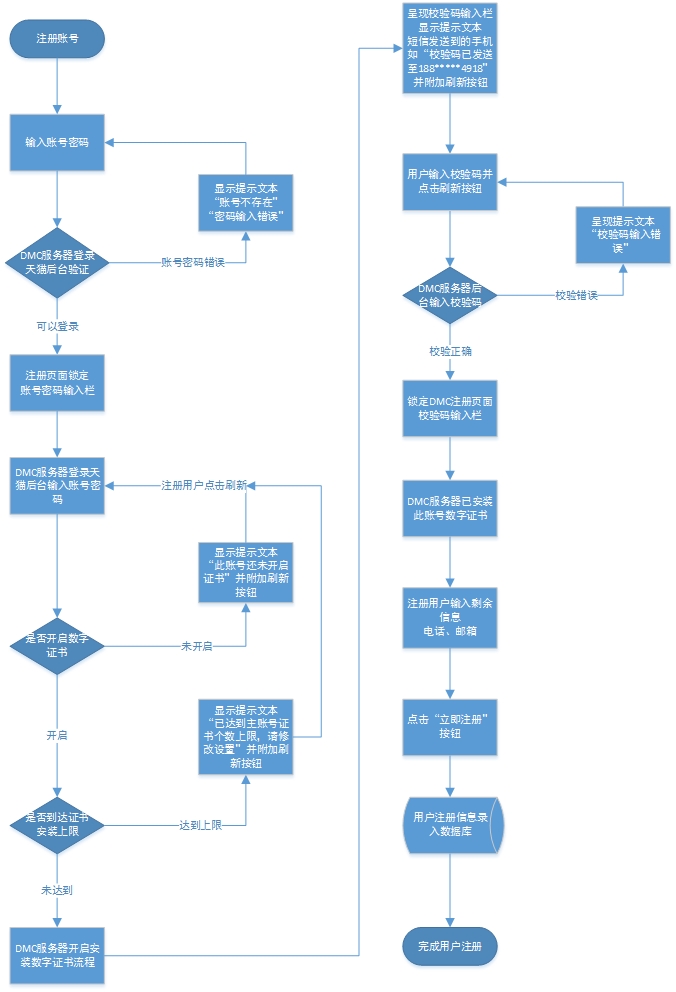 注册账号
输入账号密码
显示提示文本
“账号不存在”
“密码输入错误”
DMC服务器登录
天猫后台验证
账号密码错误
可以登录
注册页面锁定
账号密码输入栏
DMC服务器登录天
猫后台输入账号密
码
注册用户点击刷新
显示提示文本
“此账号还未开启
证书”并附加刷新
按钮
是否开启数字
证书
未开启
开启
显示提示文本
“已达到主账号证
书个数上限，请修
改设置”并附加刷
新按钮
是否到达证书
安装上限
达到上限
未达到
DMC服务器开启安
装数字证书流程
呈现校验码输入栏
显示提示文本
短信发送到的手机
如“校验码已发送
至188*****4918”
并附加刷新按钮
用户输入校验码并
点击刷新按钮
呈现提示文本
“校验码输入错
误”
DMC服务器后
台输入校验码
校验错误
校验正确
锁定DMC注册页面
校验码输入栏
DMC服务器已安装
此账号数字证书
注册用户输入剩余
信息
电话、邮箱
点击“立即注册”
按钮
用户注册信息录
入数据库
完成用户注册